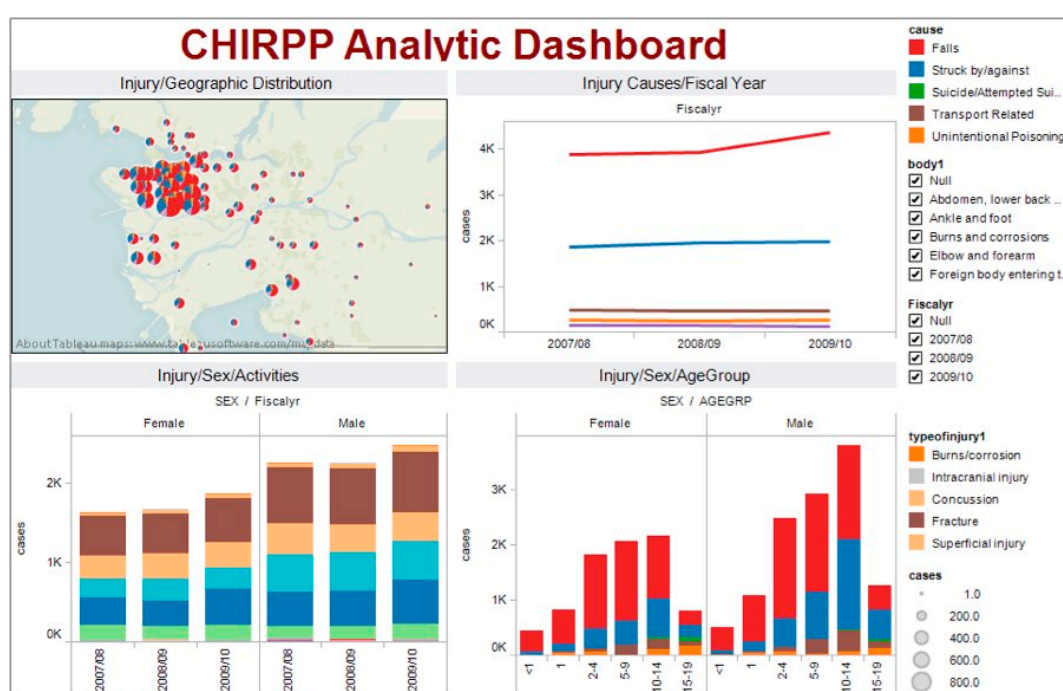 CHIRPP Analytic Dashboard
Injury/Geographic Distribution
About Tableau maps: www.tableausoftware.com/mapdata
Injury Causes/Fiscal Year
Fiscalyr
cases
4K
3K
2K
1K
0K
2007/08 2008/09 2009/10
Injury/Sex/Activities
SEX / Fiscalyr
Female Male
cases
2K
1K
0K
2007/08 2008/09 2009/10 2007/08 2008/09 2009/10
Injury/Sex/AgeGroup
SEX / AGEGRP
Female Male
cases
3K
2K
1K
0K
<1 1 2-4 5-9 10-14 15-19 <1 1 2-4 5-9 10-14 15-19
cause
Falls
Struck by/against
Suicide/Attempted Sui..
Transport Related
Unintentional Poisoning
body1
Null
Abdomen, lower back ..
Ankle and foot
Burns and corrosions
Elbow and forearm
Foreign body entering t.
Fiscalyr
Null
2007/08
2008/09
2009/10
typeofinjury1
Burns/corrosion
Intracranial injury
Concussion
Fracture
Superficial injury
cases
1.0
200.0
400.0
600.0
800.0